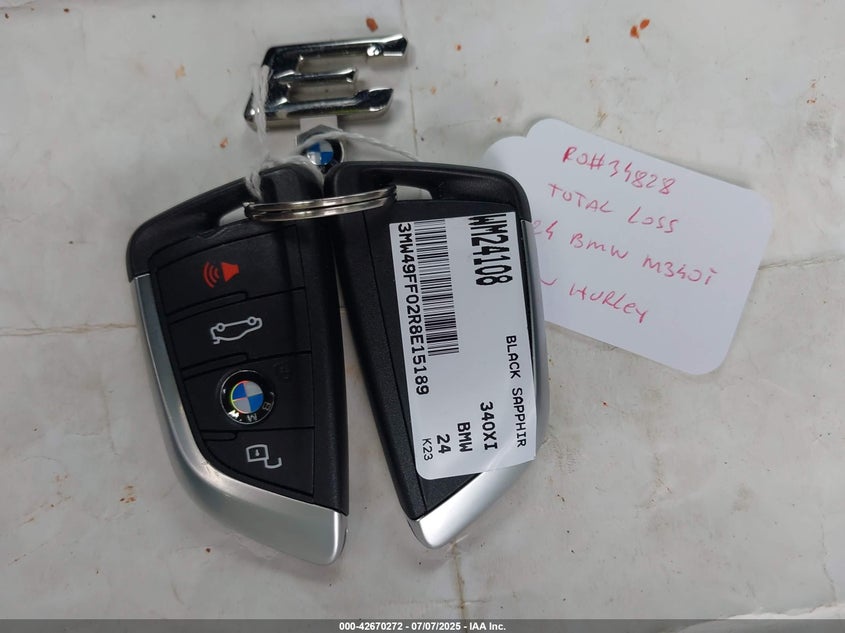 E
RO#34828
TOTAL LOSS
24 BMW M340i
HURLEY
WM24108
3MW49FF02R8E15189
BLACK SAPPHIR
340XI
BMW
24
K23
BMW
000-42670272 - 07/07/2025 - IAA Inc.